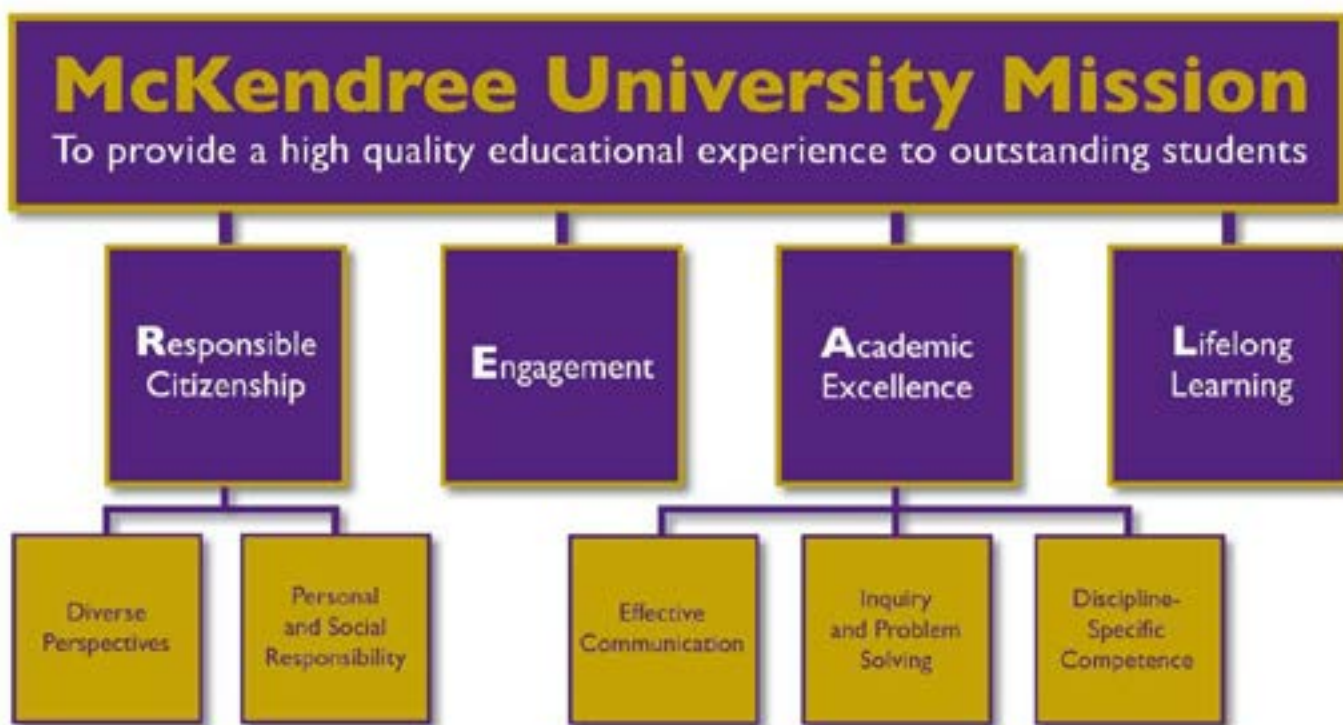 McKendree University Mission
To provide a high quality educational experience to outstanding students
Responsible
Citizenship
Engagement
Academic
Excellence
Lifelong
Learning
Diverse
Perspectives
Personal
and Social
Responsibility
Effective
Communication
Inquiry
and Problem
Solving
Discipline-
Specific
Competence